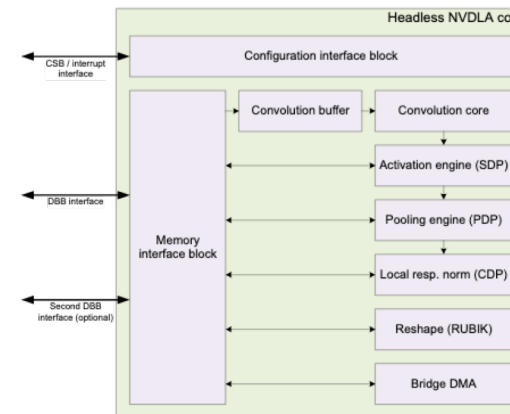 Headless NVDLA co
CSB / interrupt
interface
Configuration interface block
Convolution buffer
Convolution core
Activation engine (SDP)
DBB interface
Pooling engine (PDP)
Memory
interface block
Local resp. norm (CDP)
Second DBB
interface (optional)
Reshape (RUBIK)
Bridge DMA